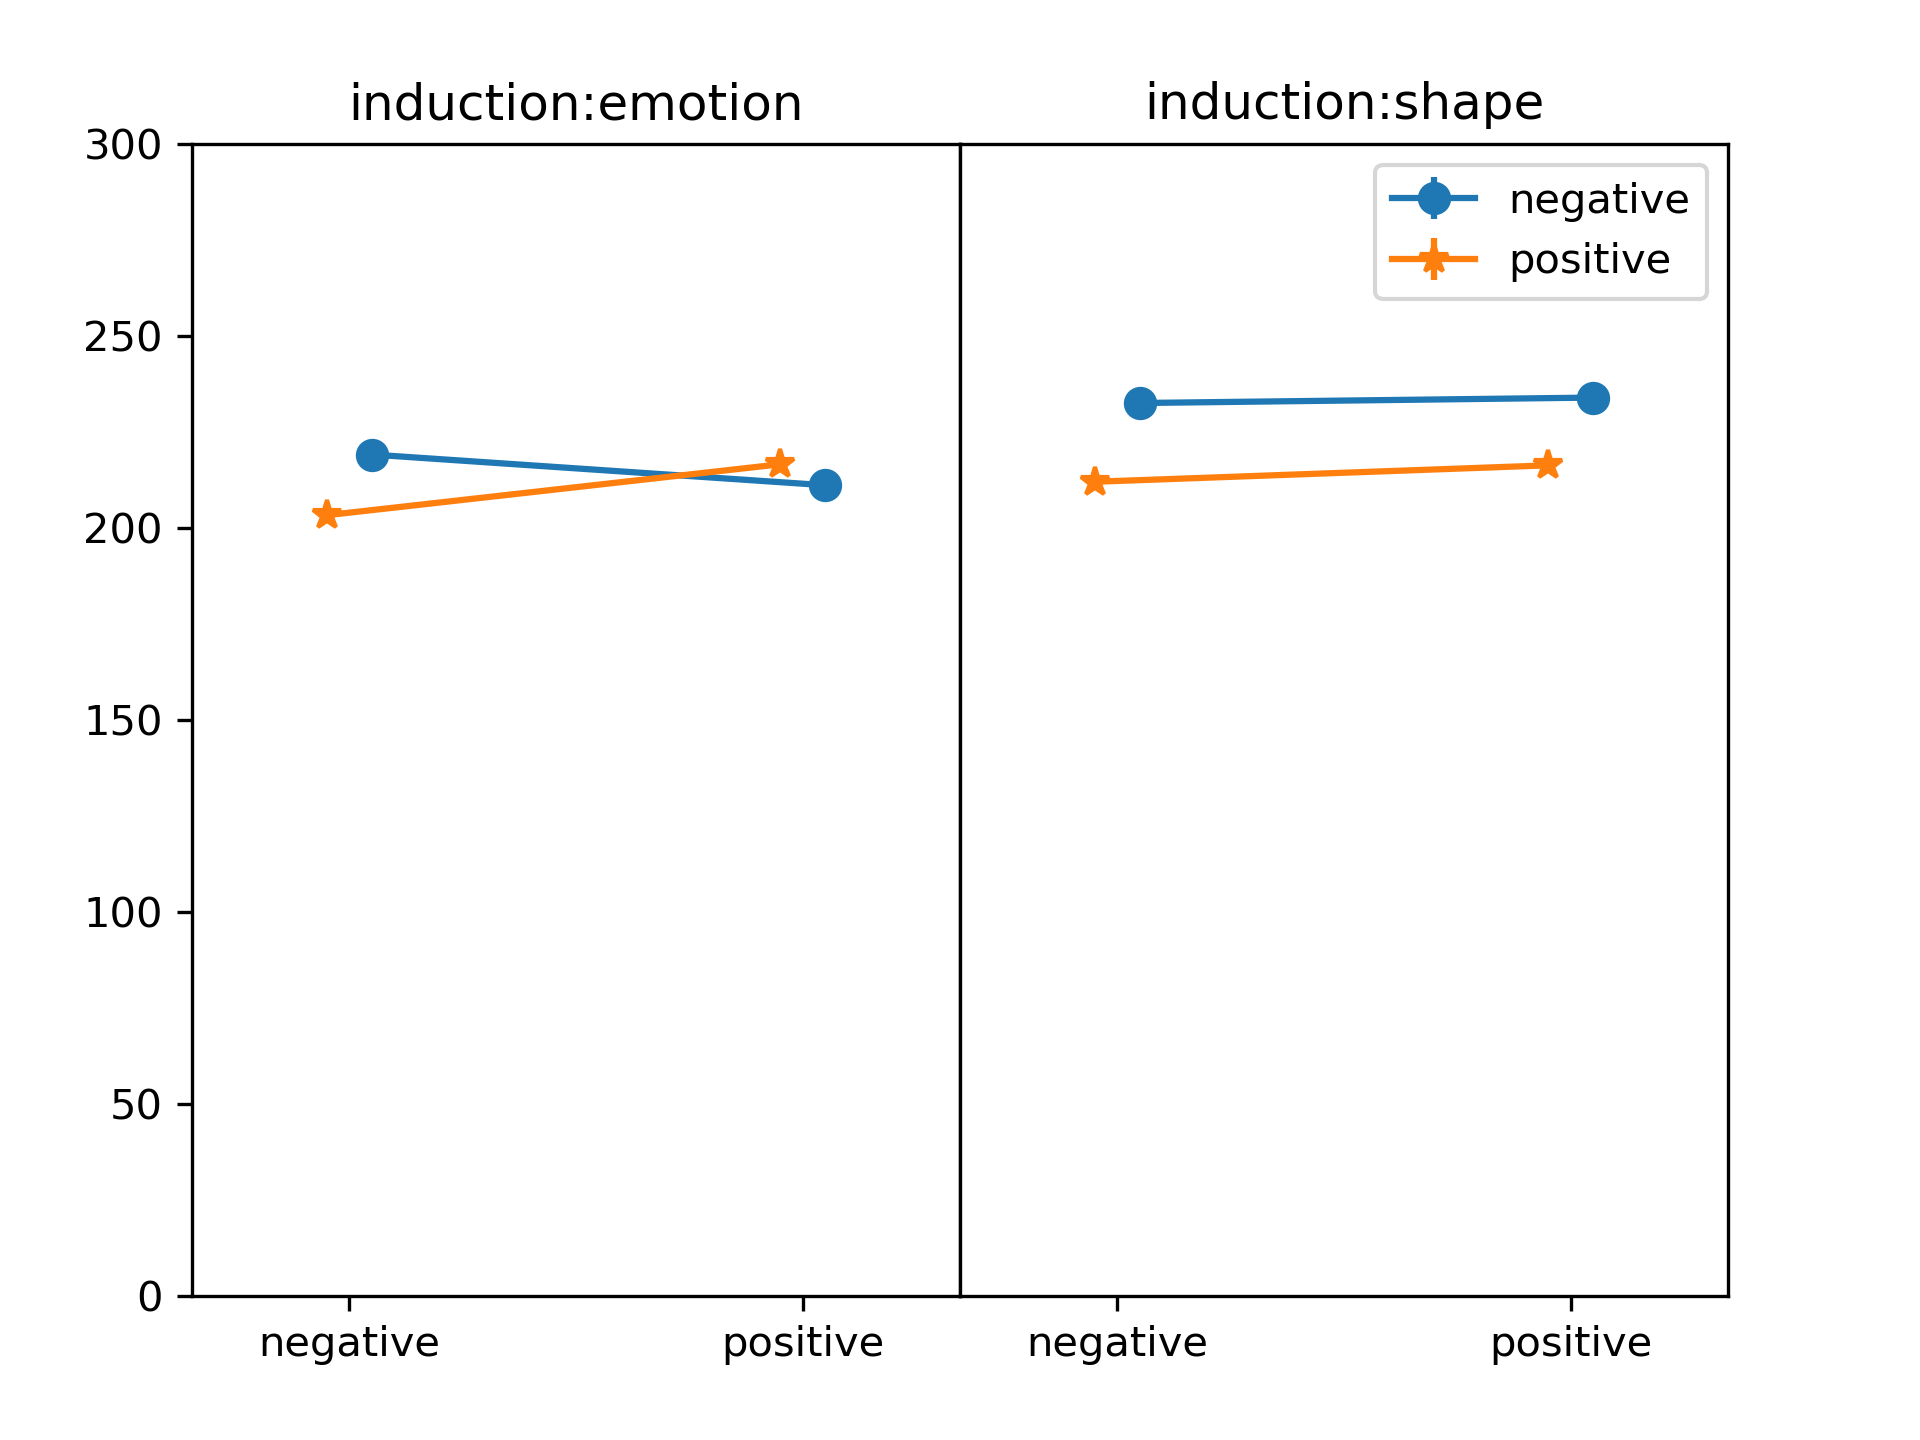 induction:emotion
induction:shape
300
250
200
150
100
50
0
negative
positive
negative
positive
negative
positive